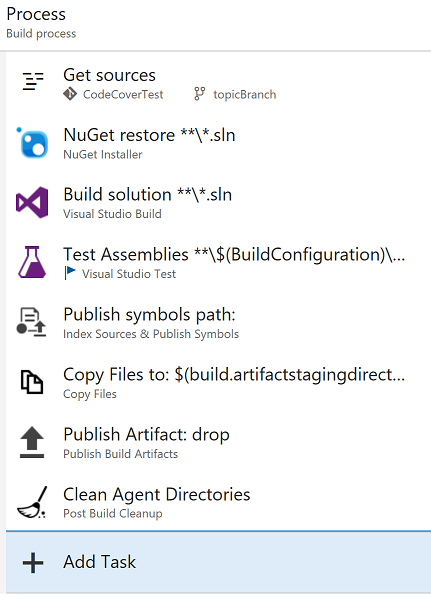 Process
Build process
Get sources
CodeCoverTest topicBranch
NuGet restore **\*.sln
NuGet Installer
Build solution **\*.sln
Visual Studio Build
Test Assemblies **\$(BuildConfiguration)\...
Visual Studio Test
Publish symbols path:
Index Sources & Publish Symbols
Copy Files to: $(build.artifactstagingdirect...
Copy Files
Publish Artifact: drop
Publish Build Artifacts
Clean Agent Directories
Post Build Cleanup
Add Task